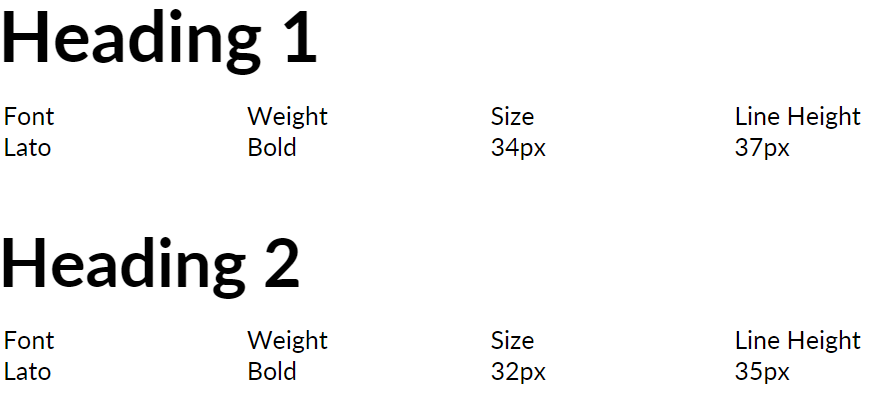 Heading 1
Font Weight Size Line Height
Lato Bold 34px 37px
Heading 2
Font Weight Size Line Height
Lato Bold 32px 35px